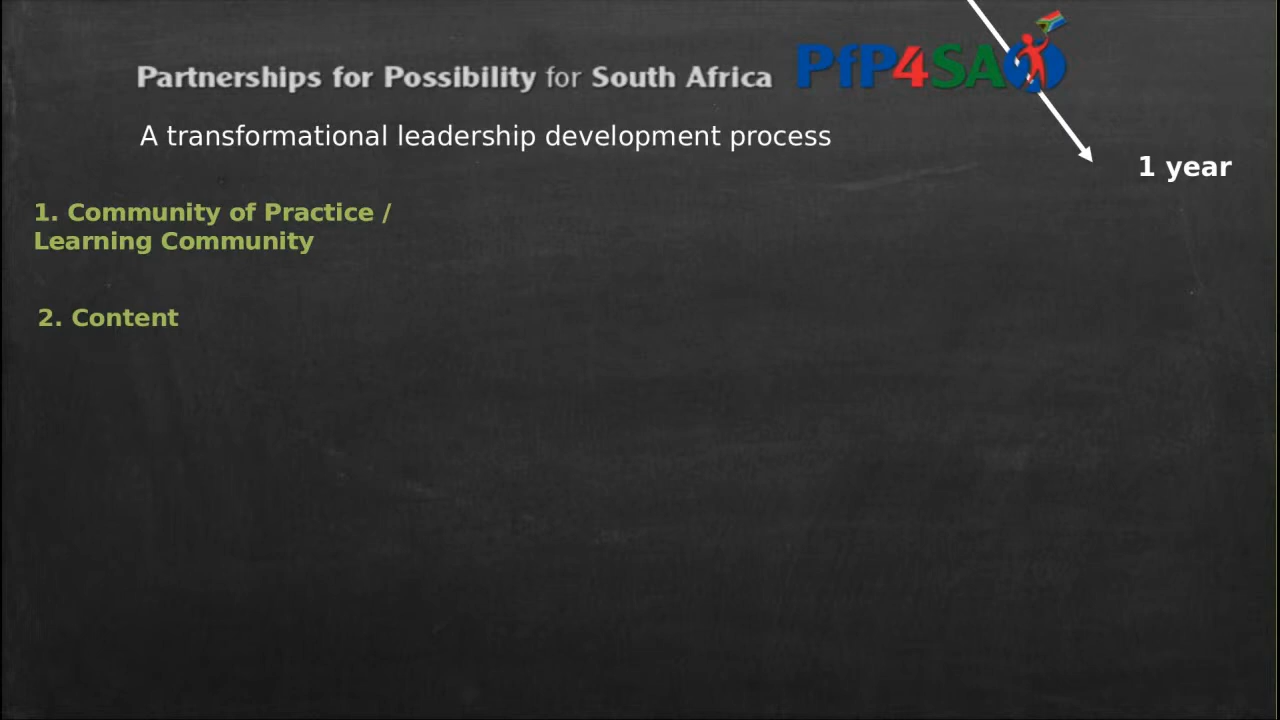 Partnerships for Possibility for South Africa PfP4SA
A transformational leadership development process
1 year
1. Community of Practice /
Learning Community
2. Content